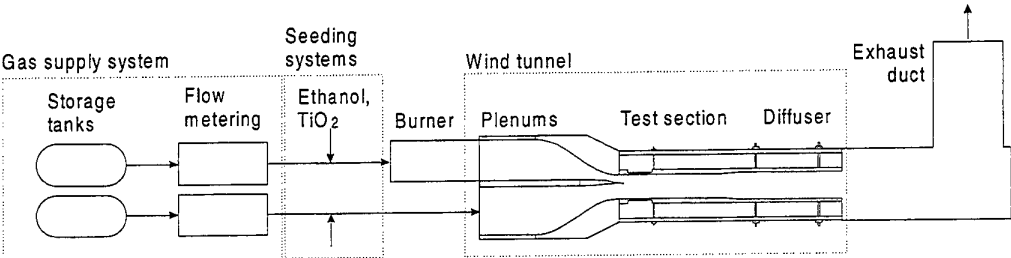 Seeding
systems
Exhaust
duct
Gas supply system
Wind tunnel
Storage
tanks
Flow
metering
Ethanol,
TiO2
Burner
Plenums
Test section
Diffuser